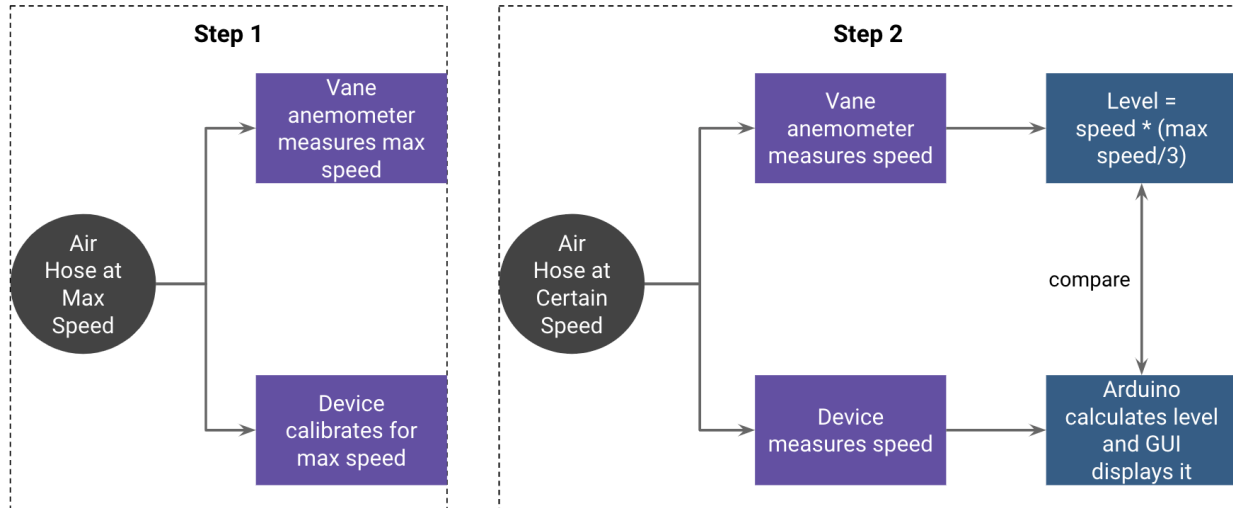 Step 1
Vane
anemometer
measures max
speed
Air
Hose at
Max
Speed
Device
calibrates for
max speed
Step 2
Vane
anemometer
measures speed
Level =
speed * (max
speed/3)
Air
Hose at
Certain
Speed
compare
Device
measures speed
Arduino
calculates level
and GUI
displays it